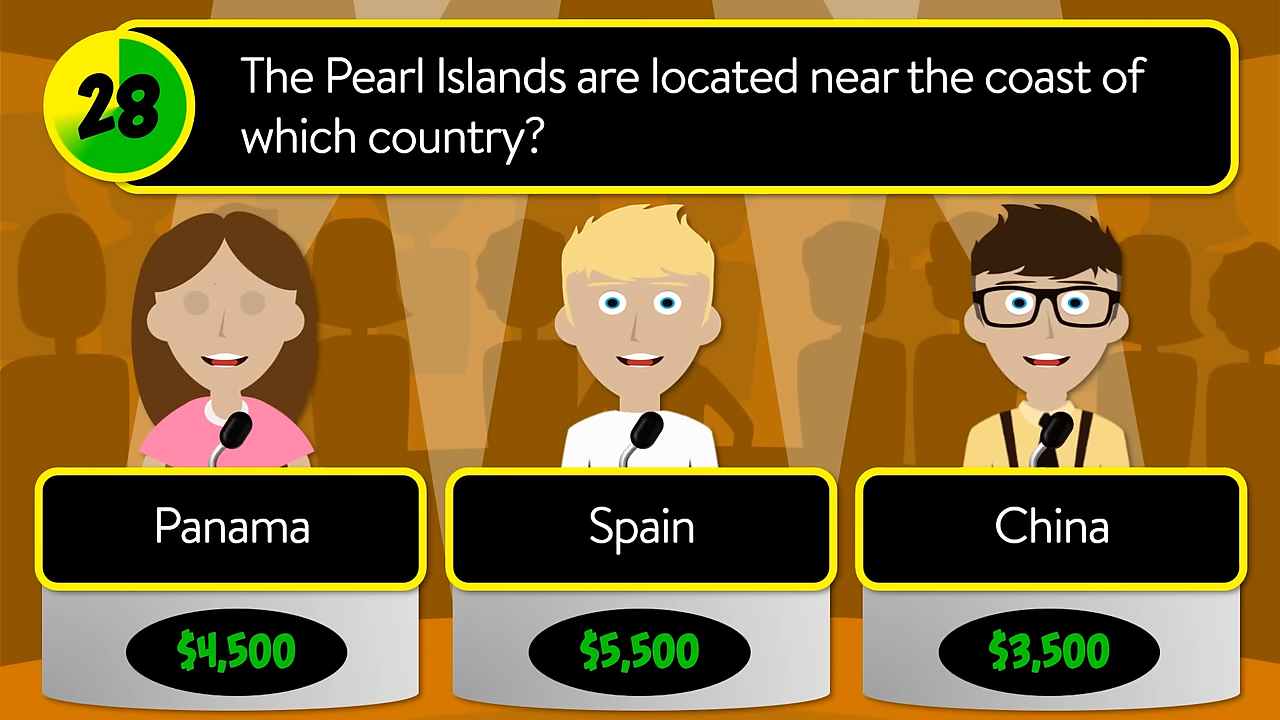 28
The Pearl Islands are located near the coast of
which country?
Panama
Spain
China
$4,500
$5,500
$3,500